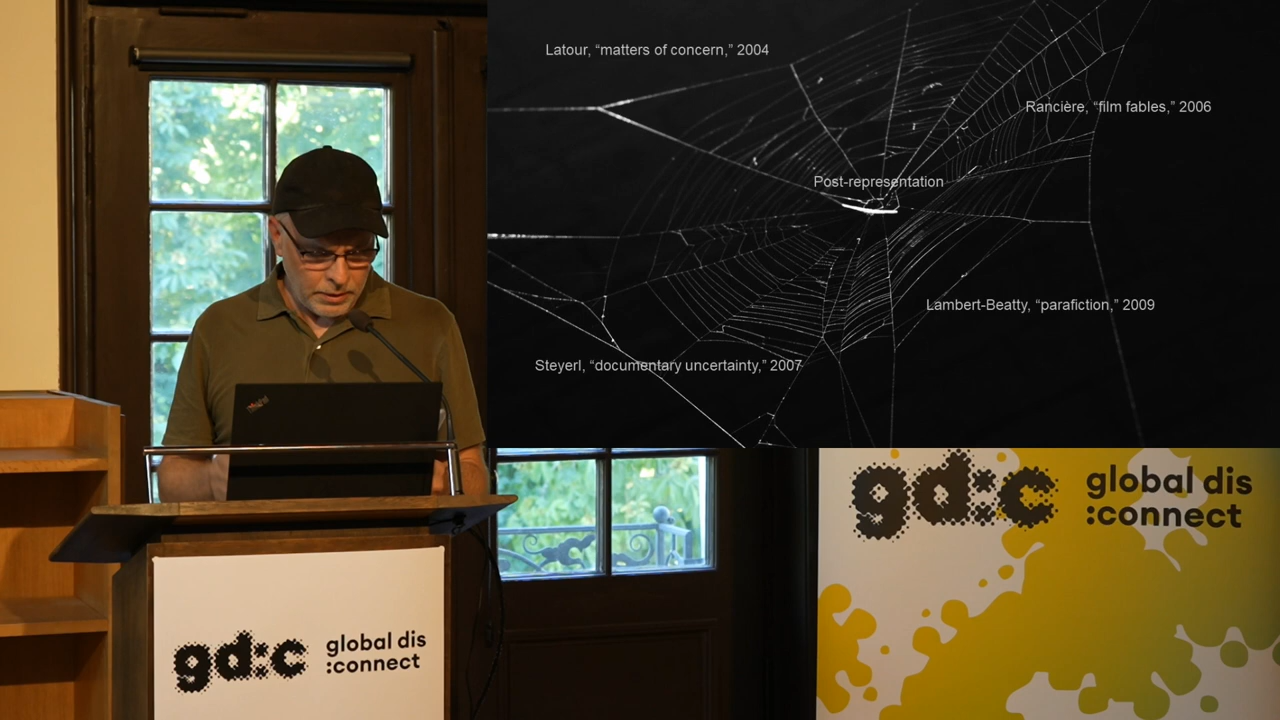 Latour, “matters of concern,” 2004
Rancière, “film fables,” 2006
Post-representation
Lambert-Beatty, “parafiction,” 2009
Steyerl, “documentary uncertainty,” 2007
gd:c global dis
:connect
gd:c global dis
:connect